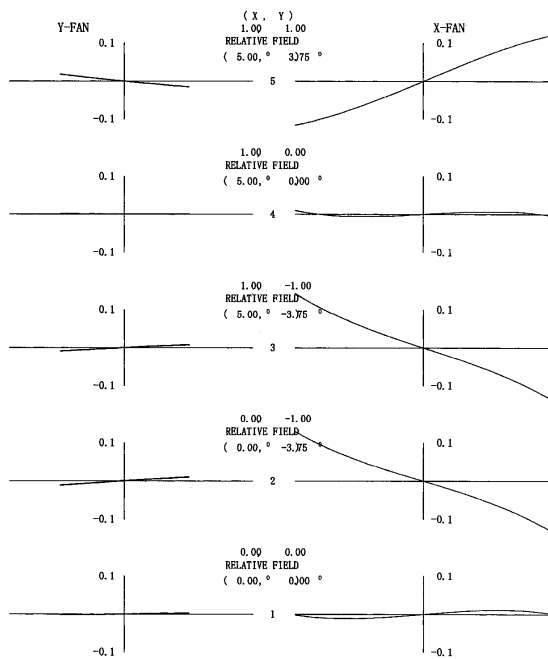 ( X , Y )
Y-FAN 1.00 1.00 X-FAN
0.1 RELATIVE FIELD 0.1
( 5.00, ° 3.75 ° )
5
-0.1 -0.1
1.00 0.00
RELATIVE FIELD
0.1 ( 5.00, ° 0.00 ° ) 0.1
4
-0.1 -0.1
1.00 -1.00
RELATIVE FIELD
0.1 ( 5.00, ° -3.75 ° ) 0.1
3
-0.1 -0.1
0.00 -1.00
RELATIVE FIELD
0.1 ( 0.00, ° -3.75 ° ) 0.1
2
-0.1 -0.1
0.00 0.00
RELATIVE FIELD
0.1 ( 0.00, ° 0.00 ° ) 0.1
1
-0.1 -0.1